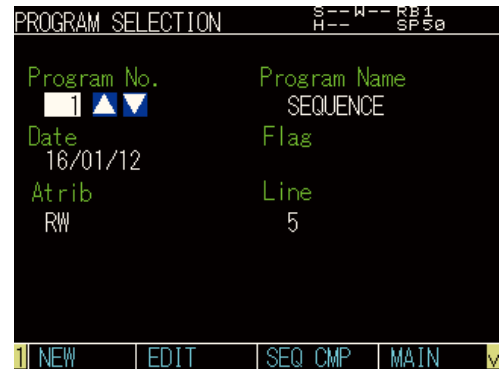 PROGRAM SELECTION S--W-- RB1
H-- SP50
Program No. Program Name
1 SEQUENCE
Date Flag
16/01/12
Atrib Line
RW 5
1 NEW EDIT SEQ CMP MAIN v